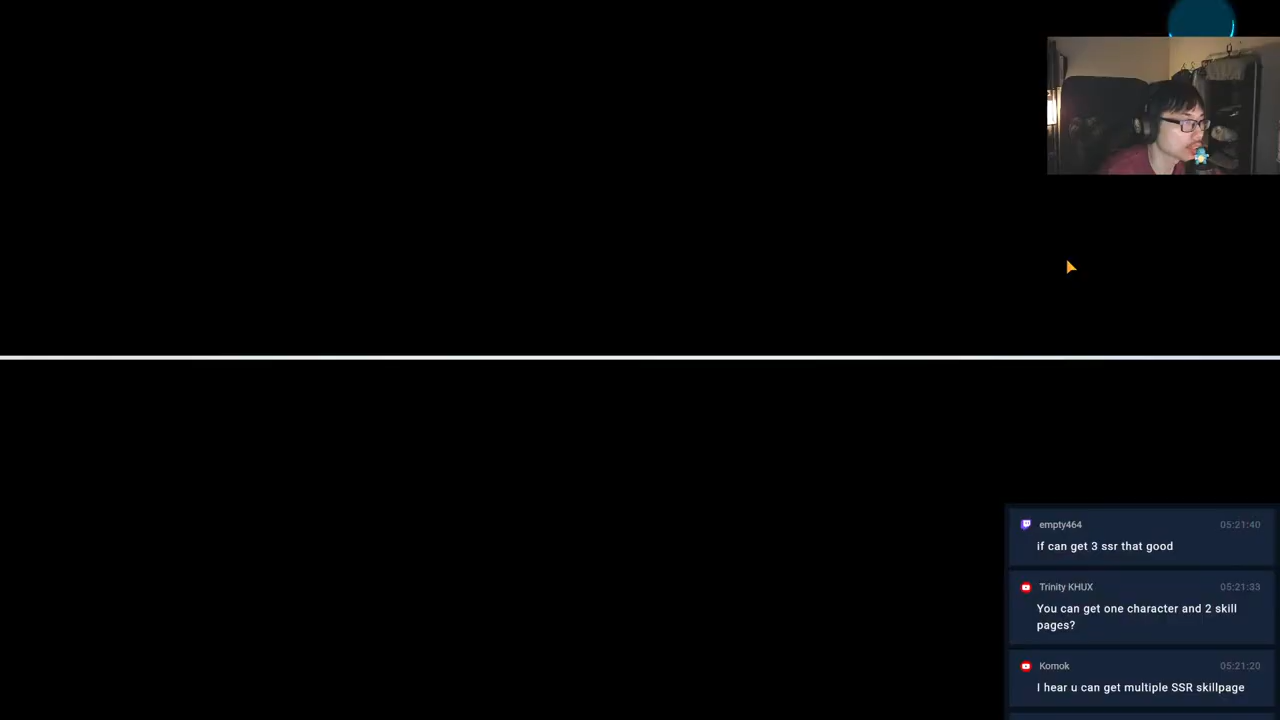 empty464 05:21:40
if can get 3 ssr that good
Trinity KHUX 05:21:33
You can get one character and 2 skill
pages?
Komok 05:21:20
I hear u can get multiple SSR skillpage